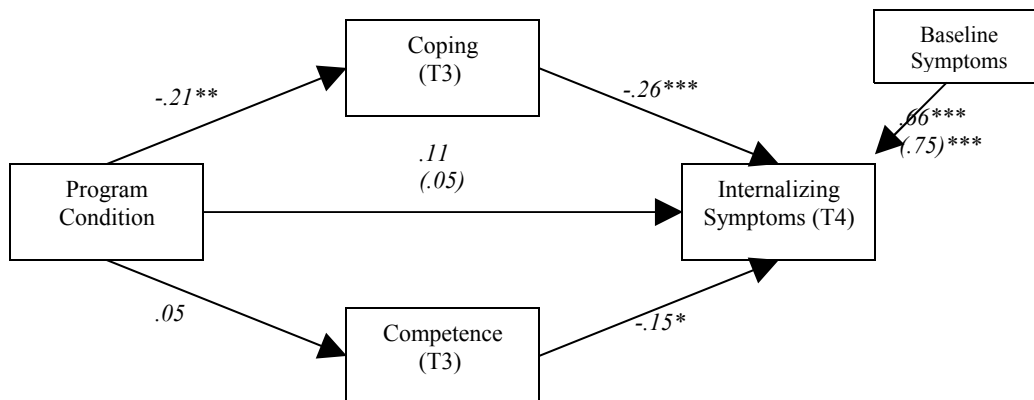 Coping
(T3)
Baseline
Symptoms
-.21**
-.26***
.66***
(.75)***
.11
(.05)
Program
Condition
Internalizing
Symptoms (T4)
.05
Competence
(T3)
-.15*